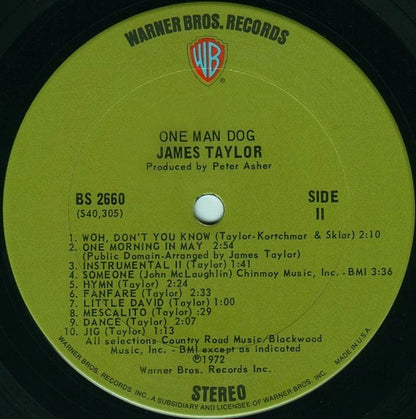 WARNER BROS. RECORDS
WB
ONE MAN DOG
JAMES TAYLOR
Produced by Peter Asher
BS 2660
(S40,305)
SIDE
II
1. WOH, DON'T YOU KNOW (Taylor-Kortchmar & Sklar) 2:10
2. ONE MORNING IN MAY 2:54
(Public Domain-Arranged by James Taylor)
3. INSTRUMENTAL II (Taylor) 1:41
4. SOMEONE (John McLaughlin) Chinmoy Music, Inc. - BMI 3:36
5. HYMN (Taylor) 2:24
6. FANFARE (Taylor) 2:33
7. LITTLE DAVID (Taylor) 1:00
8. MESCALITO (Taylor) :29
9. DANCE (Taylor) 2:07
10. JIG (Taylor) 1:13
All selections Country Road Music/Blackwood
Music, Inc. - BMI except as indicated
℗1972
Warner Bros. Records Inc.
STEREO
WARNER BROS. RECORDS INC., A SUBSIDIARY AND LICENSEE OF WARNER BROS. INC.
MADE IN U.S.A.